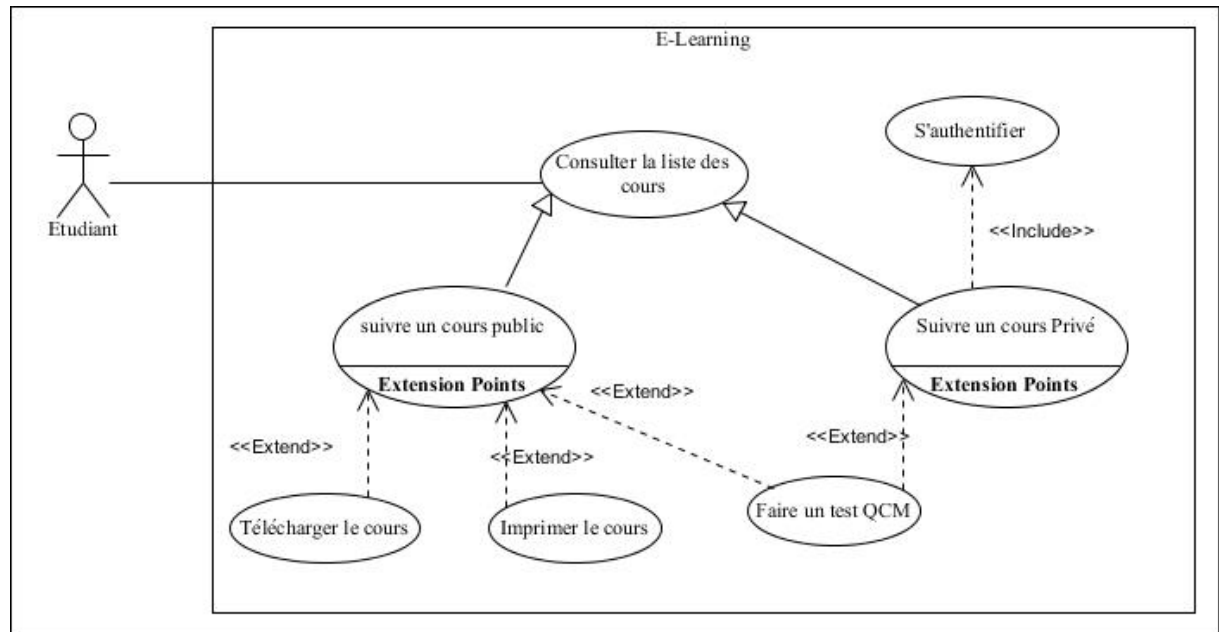 E-Learning
S'authentifier
Consulter la liste des
cours
Etudiant
<<Include>>
suivre un cours public
Extension Points
Suivre un cours Privé
Extension Points
<<Extend>>
<<Extend>>
<<Extend>>
<<Extend>>
Télécharger le cours
Imprimer le cours
Faire un test QCM